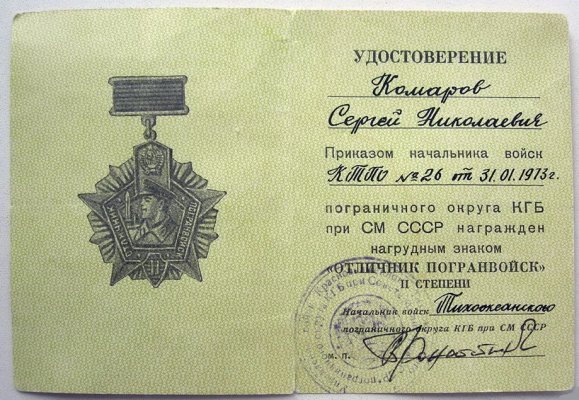 УДОСТОВЕРЕНИЕ
Комаров
Сергей Николаевич
Приказом начальника войск
КТПО № 26 от 31.01.1973г.
пограничного округа КГБ
при СМ СССР награжден
нагрудным знаком
"ОТЛИЧНИК ПОГРАНВОЙСК"
II СТЕПЕНИ
Начальник войск Тихоокеанского
пограничного округа КГБ при СМ СССР
м. п.